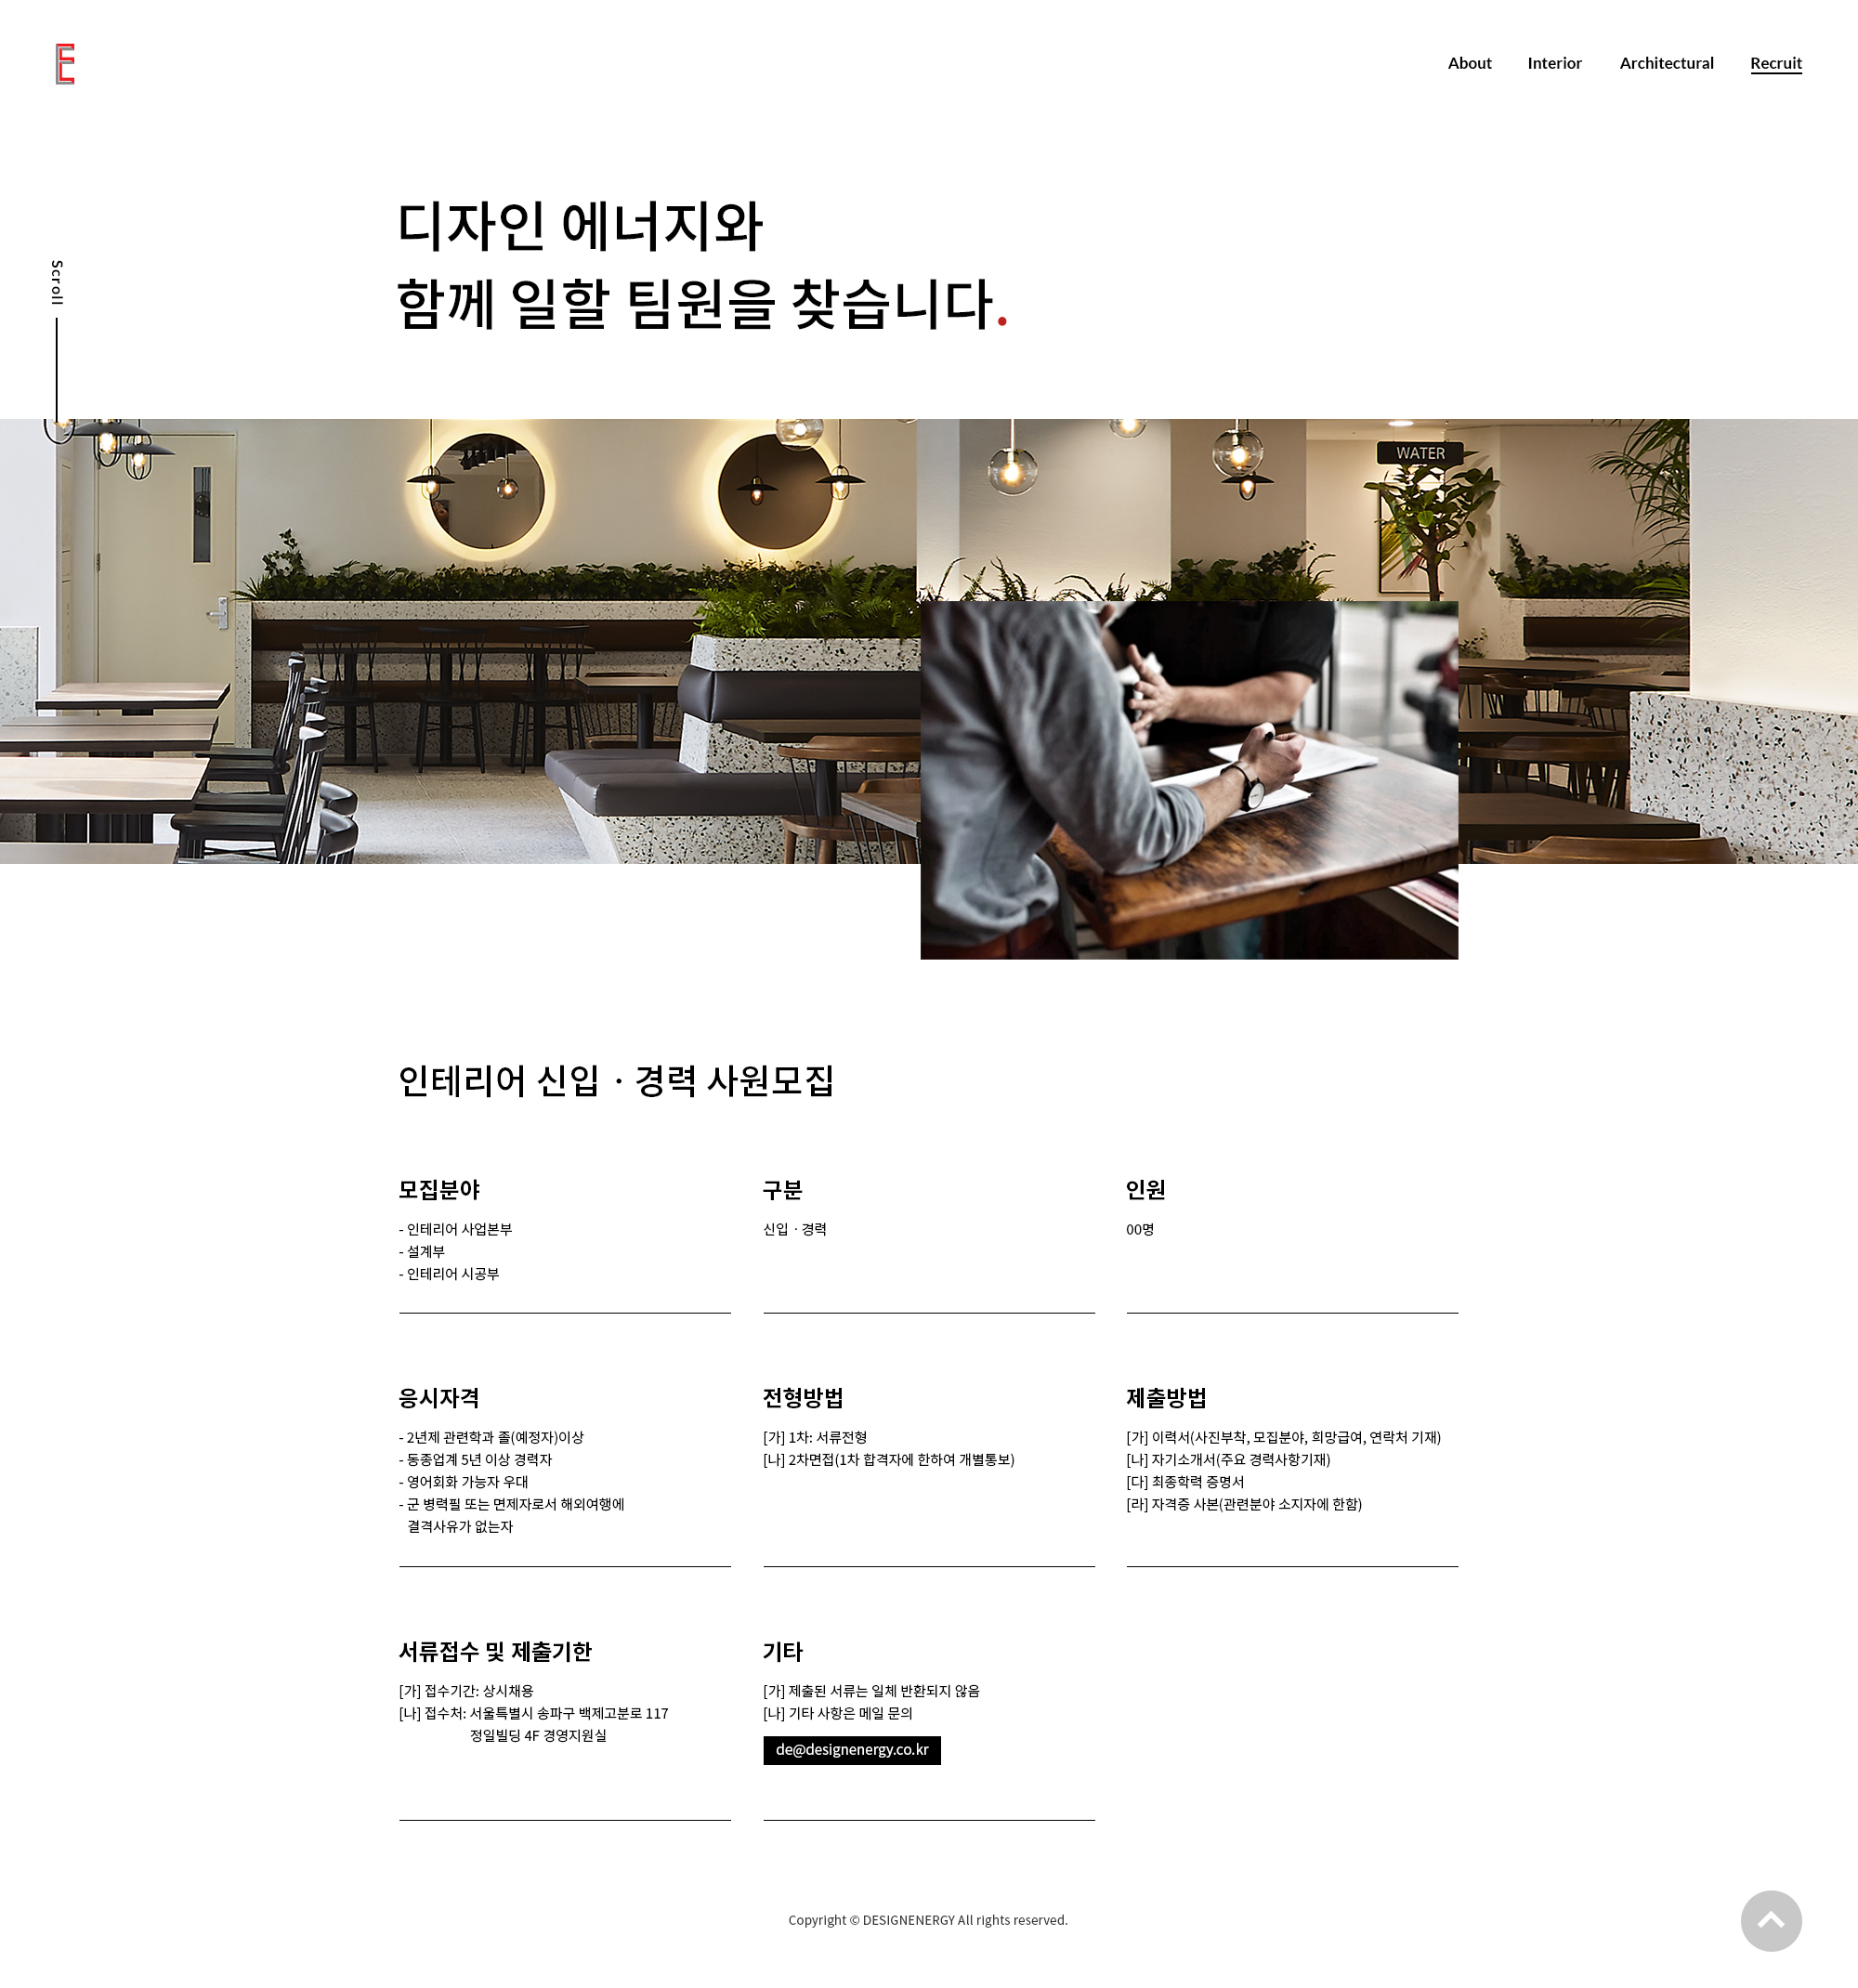 E
About
Interior
Architectural
Recruit
디자인 에너지와
함께 일할 팀원을 찾습니다.
Scroll
WATER
인텔리어 신입 · 경력 사원모집
모집분야
- 인테리어 사업본부
- 설계부
- 인테리어 시공부
구분
신입 · 경력
인원
00명
응시자격
- 2년제 관련학과 졸(예정자)이상
- 동종업계 5년 이상 경력자
- 영어회화 가능자 우대
- 군 병력필 또는 면제자로서 해외여행에
결격사유가 없는자
전형방법
[가] 1차: 서류전형
[나] 2차면접(1차 합격자에 한하여 개별통보)
제출방법
[가] 이력서(사진부착, 모집분야, 희망급여, 연락처 기재)
[나] 자기소개서(주요 경력사항기재)
[다] 최종학력 증명서
[라] 자격증 사본(관련분야 소지자에 한함)
서류접수 및 제출기한
[가] 접수기간: 상시채용
[나] 접수처: 서울특별시 송파구 백제고분로 117
정일빌딩 4F 경영지원실
기타
[가] 제출된 서류는 일체 반환되지 않음
[나] 기타 사항은 메일 문의
de@designenergy.co.kr
Copyright © DESIGNENERGY All rights reserved.